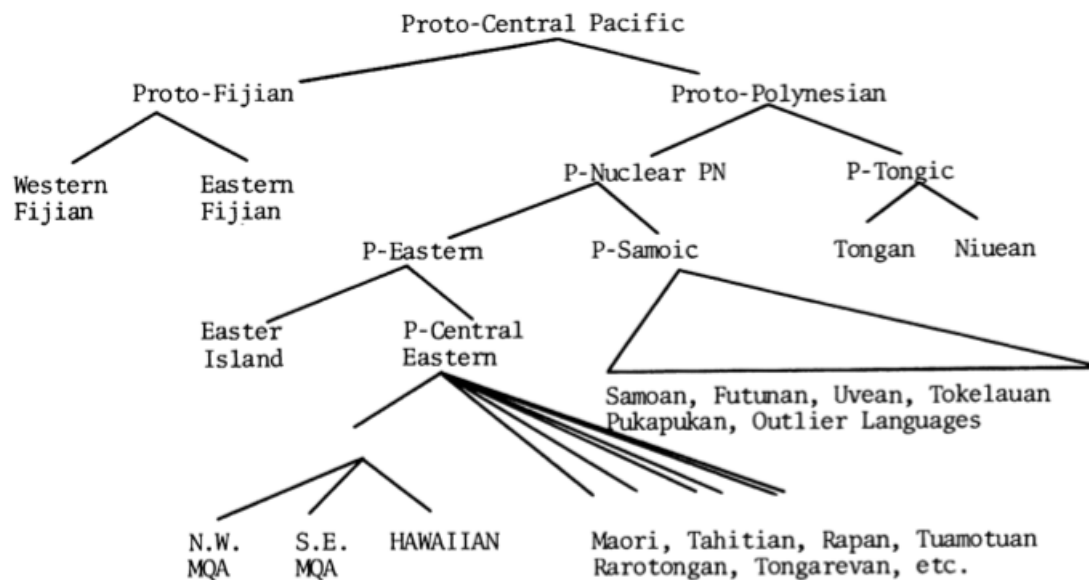 Proto-Central Pacific
Proto-Fijian
Proto-Polynesian
Western
Fijian
Eastern
Fijian
P-Nuclear PN
P-Tongic
P-Eastern
P-Samoic
Tongan
Niuean
Easter
Island
P-Central
Eastern
Samoan, Futunan, Uvean, Tokelauan
Pukapukan, Outlier Languages
N.W.
MQA
S.E.
MQA
HAWAIIAN
Maori, Tahitian, Rapan, Tuamotuan
Rarotongan, Tongarevan, etc.